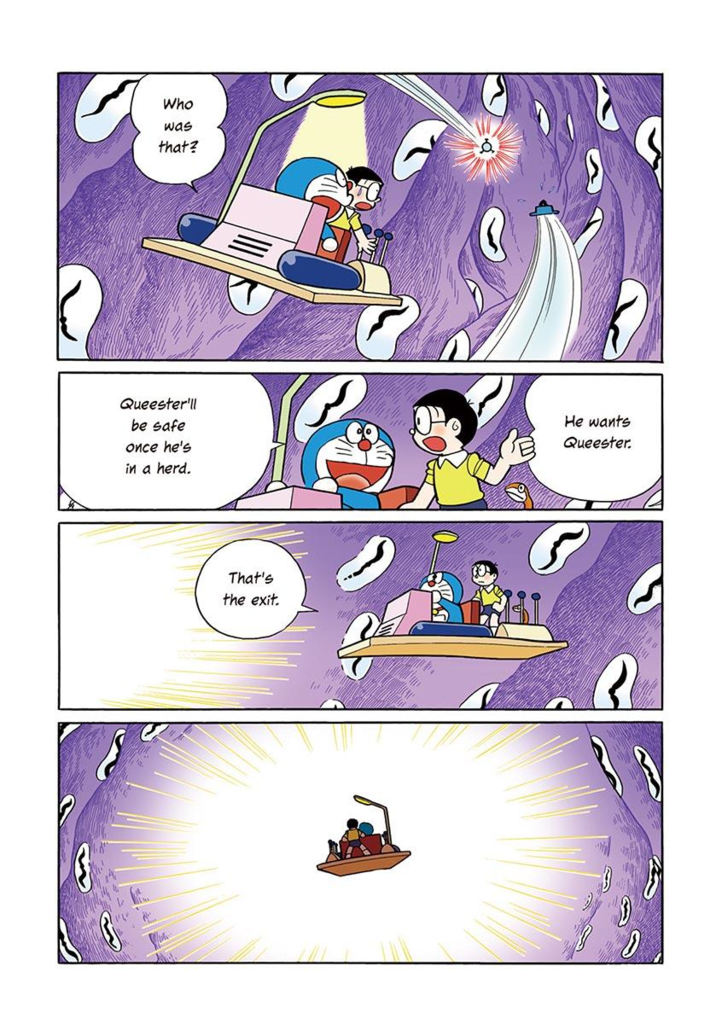 Who
was
that?
He wants
Queester.
Queester'll
be safe
once he's
in a herd.
That's
the exit.